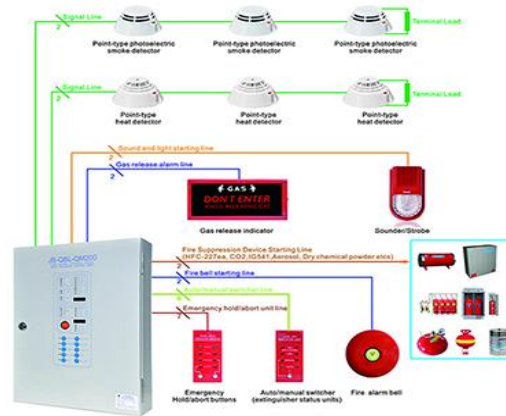 Signal Line
2
Point-type photoelectric
smoke detector
Point-type photoelectric
smoke detector
Point-type photoelectric
smoke detector
Terminal Load
Signal Line
2
Point-type
heat detector
Point-type
heat detector
Point-type
heat detector
Terminal Load
Sound and light starting line
2
Gas release alarm line
2
GAS
DON'T ENTER
Gas release indicator
Sounder/Strobe
JB-QBL-QM200
Fire Suppression Device Starting Line
(HFC-227ea, CO2,IG541,Aerosol, Dry chemical powder etcs)
2
Fire bell starting line
2
Auto/manual switcher line
Emergency hold/abort unit line
Emergency
Hold/abort buttons
Auto/manual switcher
(extinguisher status units)
Fire alarm bell